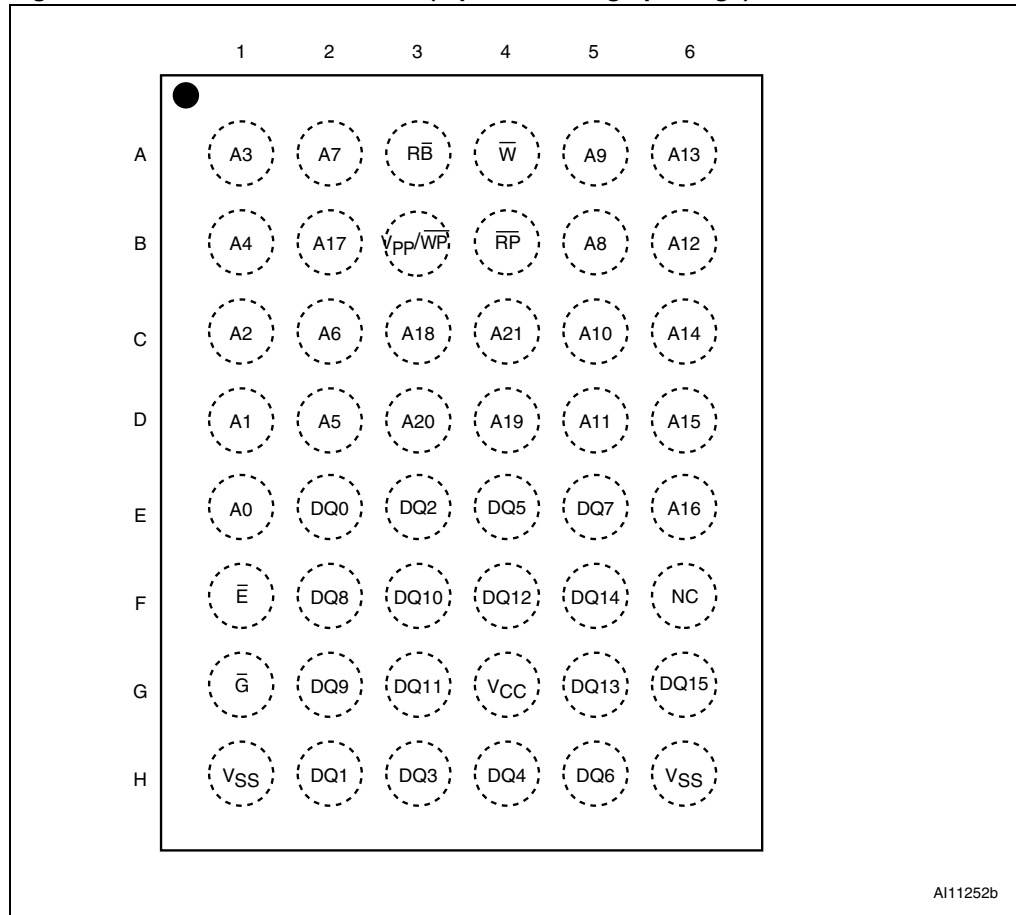 1 2 3 4 5 6
A A3 A7 RB̅ W̅ A9 A13
B A4 A17 VPP/W̅P̅ R̅P̅ A8 A12
C A2 A6 A18 A21 A10 A14
D A1 A5 A20 A19 A11 A15
E A0 DQ0 DQ2 DQ5 DQ7 A16
F E̅ DQ8 DQ10 DQ12 DQ14 NC
G G̅ DQ9 DQ11 VCC DQ13 DQ15
H VSS DQ1 DQ3 DQ4 DQ6 VSS
AI11252b